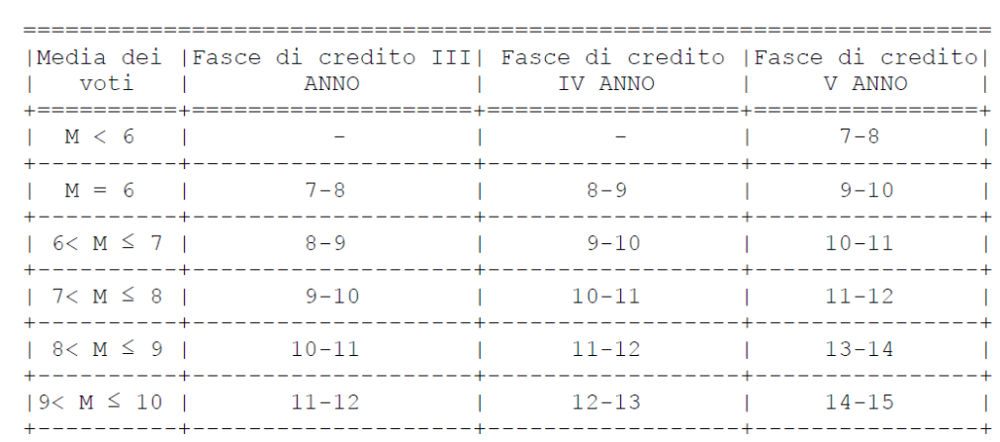 ======================================================================
|Media dei |Fasce di credito III| Fasce di credito |Fasce di credito|
| voti | ANNO | IV ANNO | V ANNO |
+==========+====================+==================+================+
| M < 6 | - | - | 7-8 |
+----------+--------------------+------------------+----------------+
| M = 6 | 7-8 | 8-9 | 9-10 |
+----------+--------------------+------------------+----------------+
| 6< M ≤ 7 | 8-9 | 9-10 | 10-11 |
+----------+--------------------+------------------+----------------+
| 7< M ≤ 8 | 9-10 | 10-11 | 11-12 |
+----------+--------------------+------------------+----------------+
| 8< M ≤ 9 | 10-11 | 11-12 | 13-14 |
+----------+--------------------+------------------+----------------+
|9< M ≤ 10 | 11-12 | 12-13 | 14-15 |
+----------+--------------------+------------------+----------------+